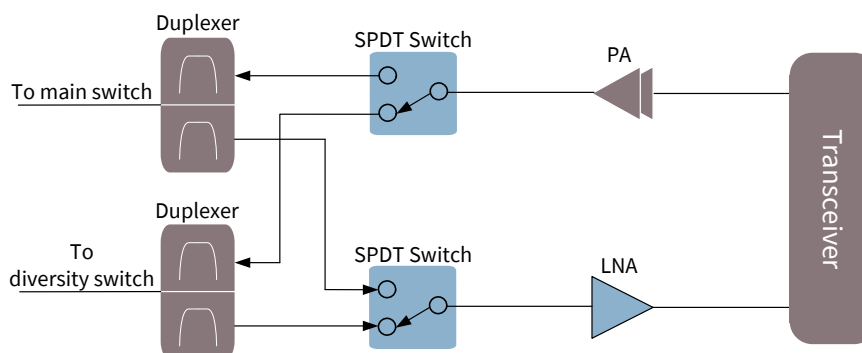 Duplexer
SPDT Switch
PA
To main switch
Transceiver
Duplexer
To
diversity switch
SPDT Switch
LNA